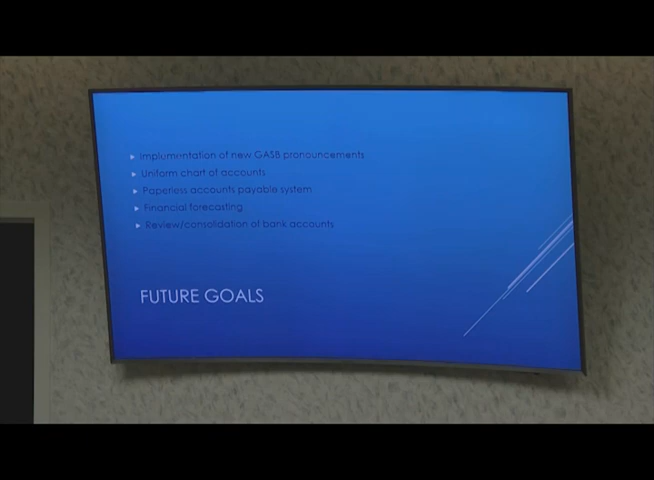 Implementation of new GASB pronouncements
Uniform chart of accounts
Paperless accounts payable system
Financial forecasting
Review/consolidation of bank accounts
FUTURE GOALS